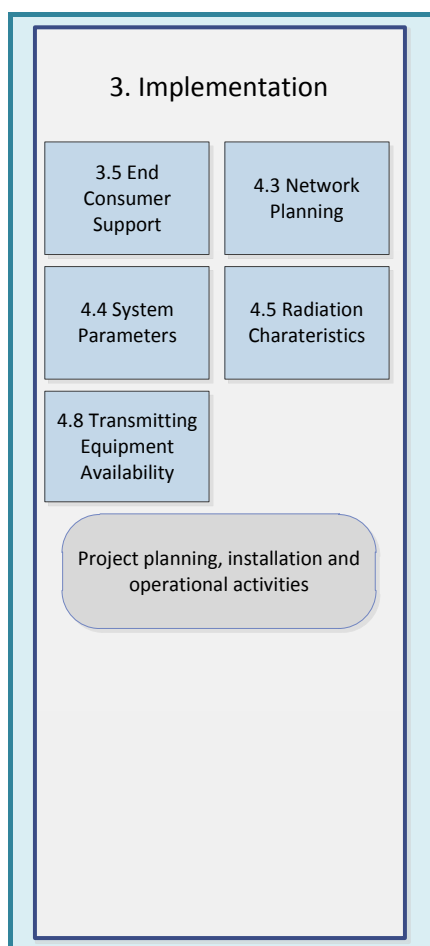 3. Implementation
3.5 End
Consumer
Support
4.3 Network
Planning
4.4 System
Parameters
4.5 Radiation
Charateristics
4.8 Transmitting
Equipment
Availability
Project planning, installation and
operational activities